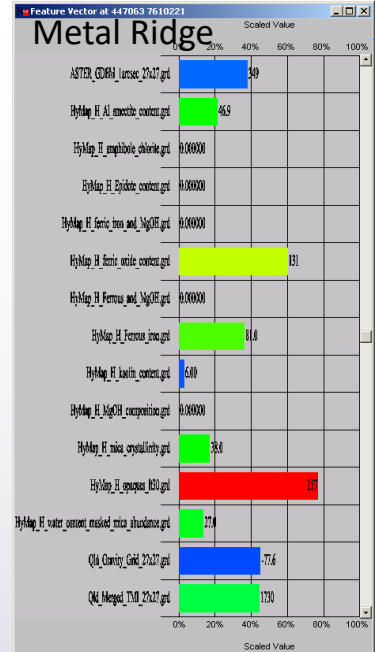 Feature Vector at 447063 7610221
Metal Ridge
Scaled Value
0% 20% 40% 60% 80% 100%
ASTER_GDEM_1arcsec_27x27.grd 349
HyMap_H_Al_smectite_content.grd 46.9
HyMap_H_amphibole_chlorite.grd 0.000000
HyMap_H_Epidote_content.grd 0.000000
HyMap_H_ferric_iron_and_MgOH.grd 0.000000
HyMap_H_ferric_oxide_content.grd 131
HyMap_H_Ferrous_and_MgOH.grd 0.000000
HyMap_H_Ferrous_iron.grd 81.0
HyMap_H_kaolin_content.grd 6.00
HyMap_H_MgOH_composition.grd 0.000000
HyMap_H_mica_crystallinity.grd 38.0
HyMap_H_opaques_lt30.grd 157
HyMap_H_water_content_masked_mica_abundance.grd 27.0
Qld_Gravity_Grid_27x27.grd -77.6
Qld_Merged_TMI_27x27.grd 1730
0% 20% 40% 60% 80% 100%
Scaled Value